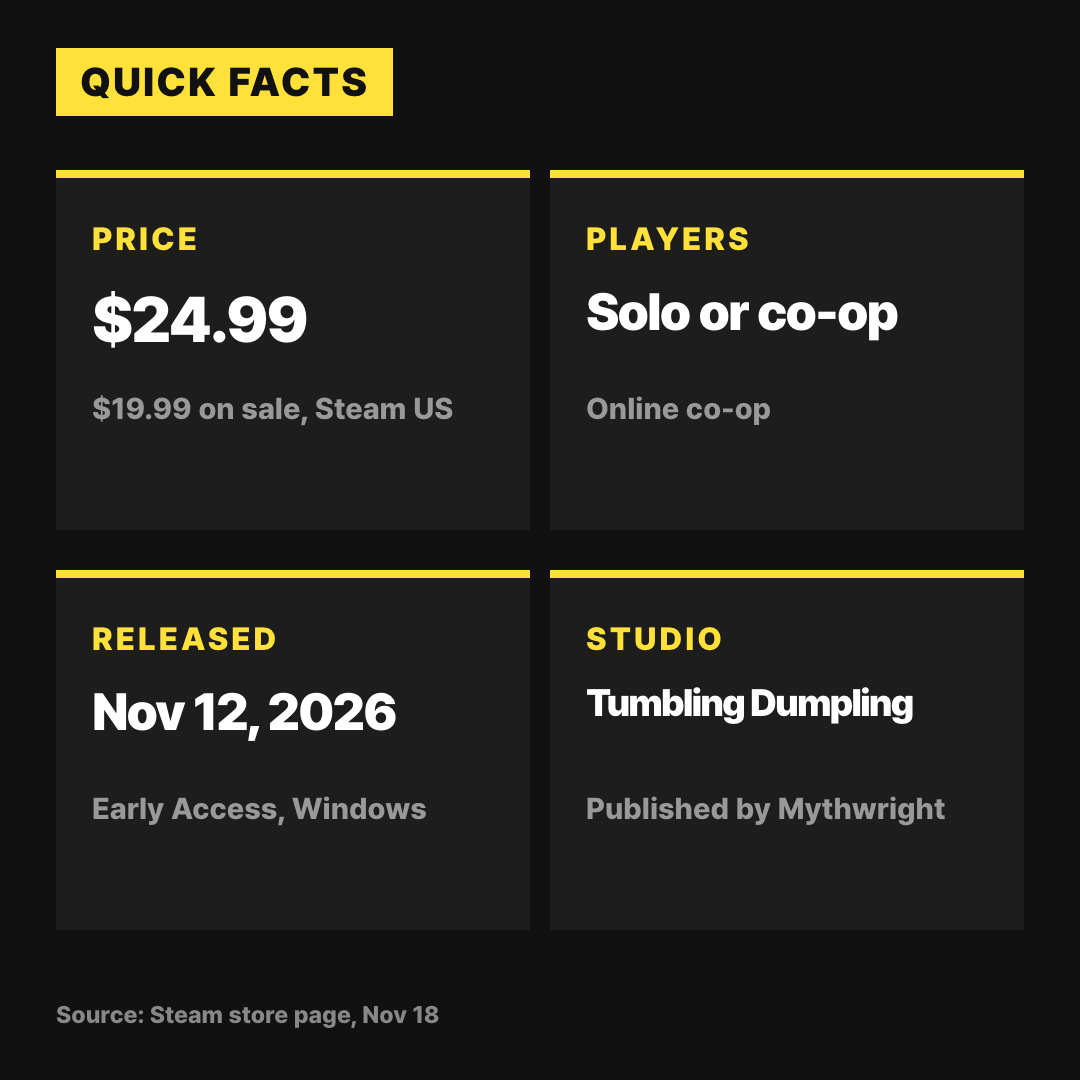 QUICK FACTS
PRICE
$24.99
$19.99 on sale, Steam US
PLAYERS
Solo or co-op
Online co-op
RELEASED
Nov 12, 2026
Early Access, Windows
STUDIO
Tumbling Dumpling
Published by Mythwright
Source: Steam store page, Nov 18